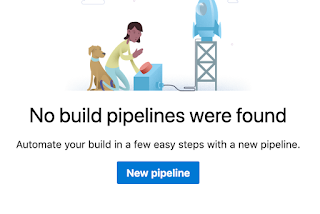 No build pipelines were found
Automate your build in a few easy steps with a new pipeline.
New pipeline